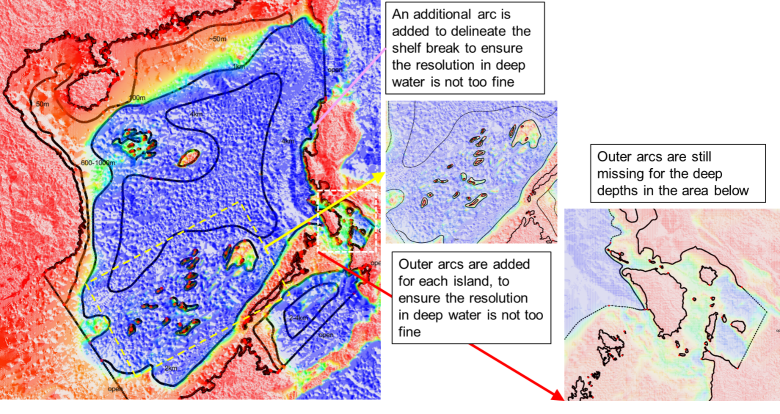 An additional arc is
added to delineate the
shelf break to ensure
the resolution in deep
water is not too fine
Outer arcs are still
missing for the deep
depths in the area below
Outer arcs are added
for each island, to
ensure the resolution
in deep water is not too
fine
~50m
50m
100m
1km
600-1000m
open
open
open